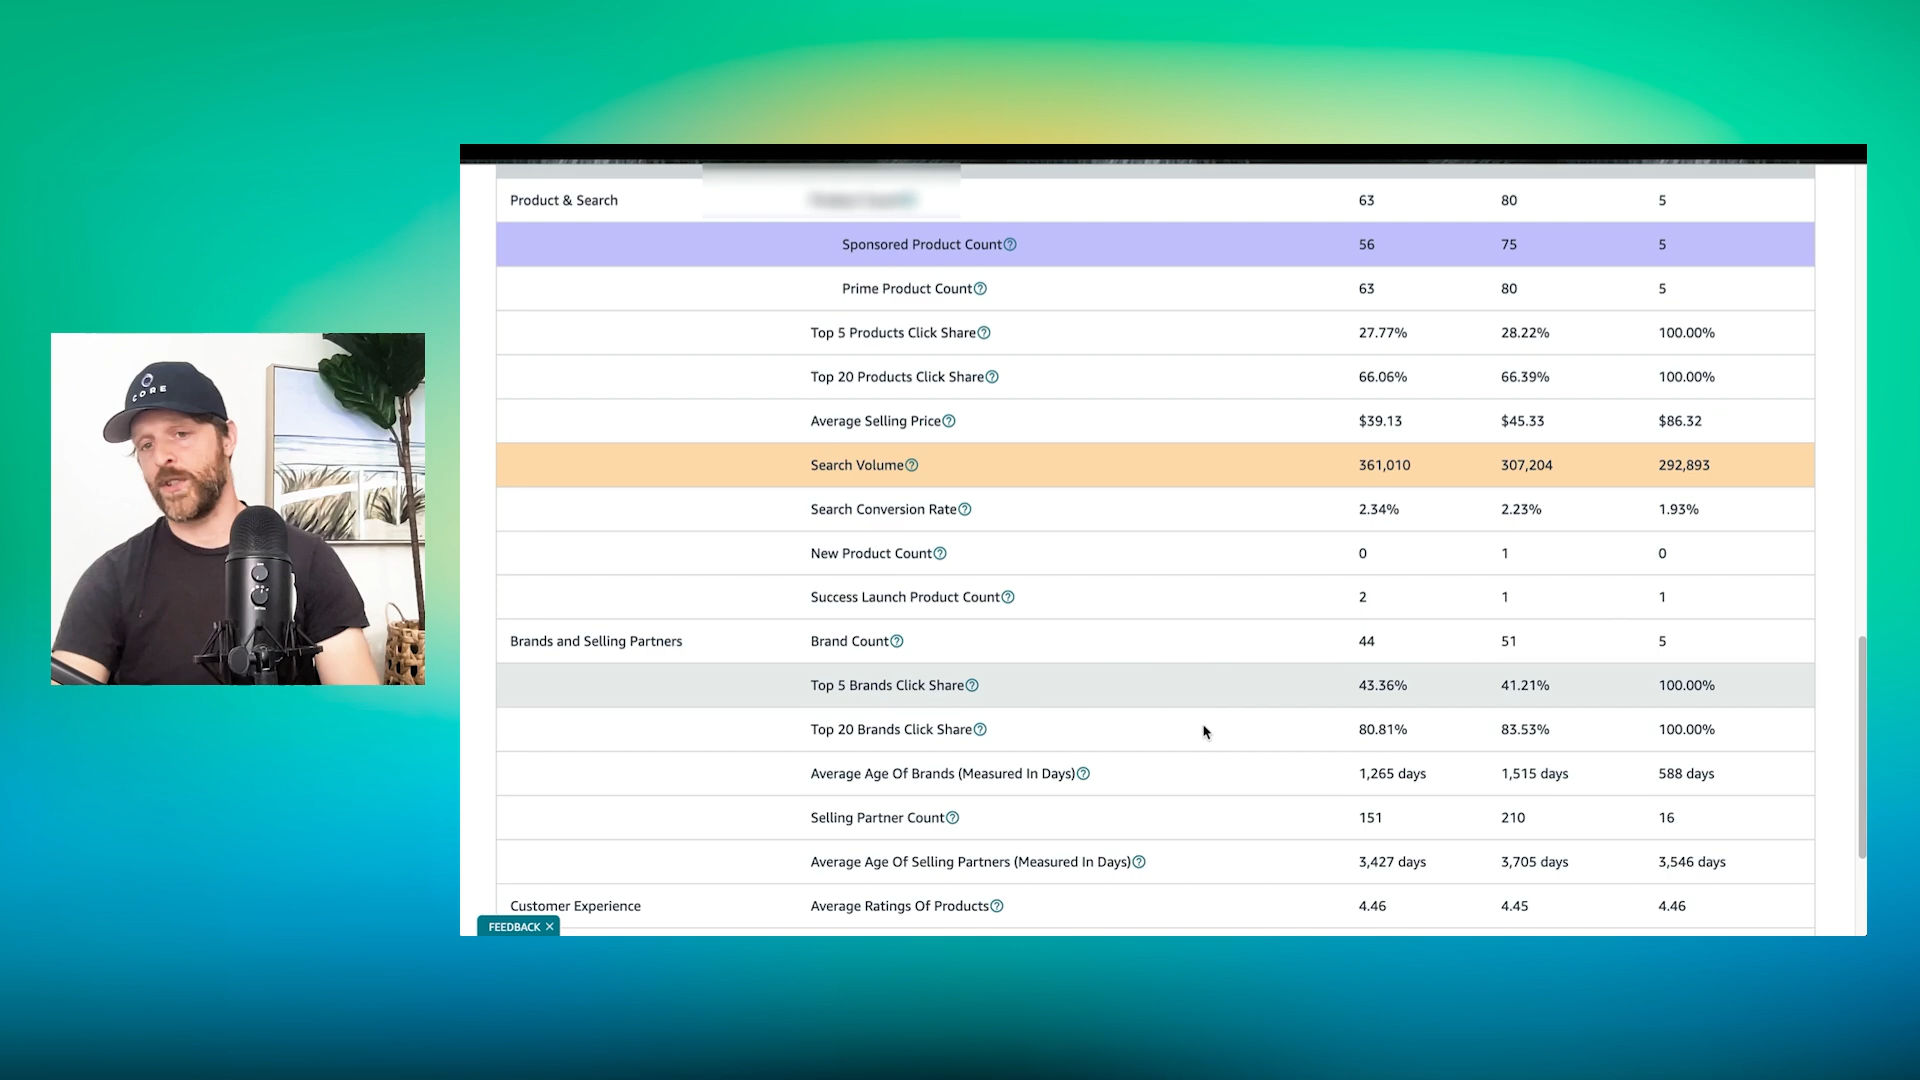 Product & Search 63 80 5
Sponsored Product Count 56 75 5
Prime Product Count 63 80 5
Top 5 Products Click Share 27.77% 28.22% 100.00%
Top 20 Products Click Share 66.06% 66.39% 100.00%
Average Selling Price $39.13 $45.33 $86.32
Search Volume 361,010 307,204 292,893
Search Conversion Rate 2.34% 2.23% 1.93%
New Product Count 0 1 0
Success Launch Product Count 2 1 1
Brands and Selling Partners Brand Count 44 51 5
Top 5 Brands Click Share 43.36% 41.21% 100.00%
Top 20 Brands Click Share 80.81% 83.53% 100.00%
Average Age Of Brands (Measured In Days) 1,265 days 1,515 days 588 days
Selling Partner Count 151 210 16
Average Age Of Selling Partners (Measured In Days) 3,427 days 3,705 days 3,546 days
Customer Experience Average Ratings Of Products 4.46 4.45 4.46
FEEDBACK
CORE